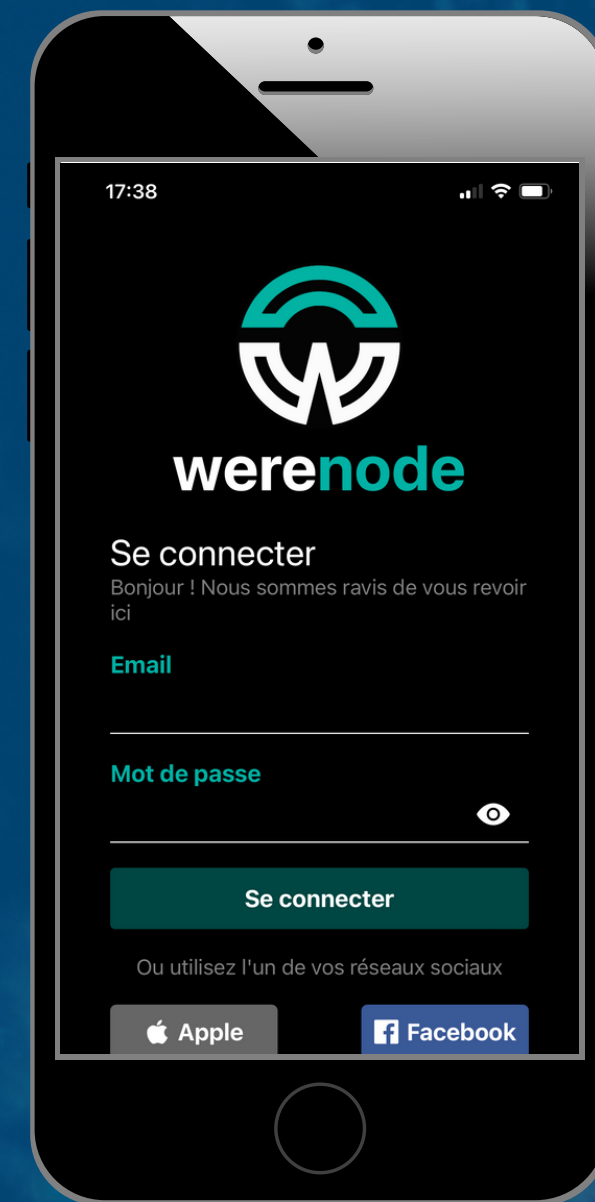 17:38
werenode
Se connecter
Bonjour ! Nous sommes ravis de vous revoir
ici
Email
Mot de passe
Se connecter
Ou utilisez l'un de vos réseaux sociaux
Apple
Facebook